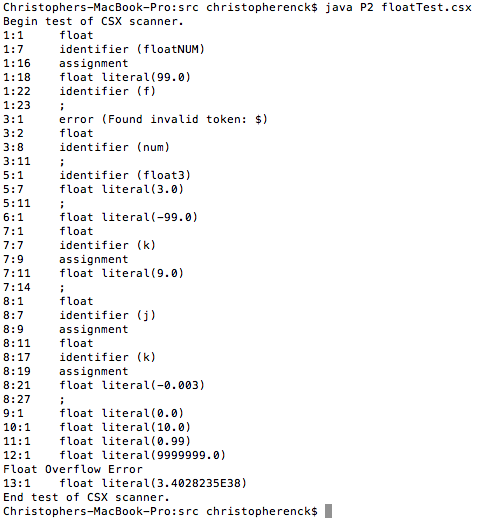 Christophers-MacBook-Pro:src christopherenck$ java P2 floatTest.csx
Begin test of CSX scanner.
1:1 float
1:7 identifier (floatNUM)
1:16 assignment
1:18 float literal(99.0)
1:22 identifier (f)
1:23 ;
3:1 error (Found invalid token: $)
3:2 float
3:8 identifier (num)
3:11 ;
5:1 identifier (float3)
5:7 float literal(3.0)
5:11 ;
6:1 float literal(-99.0)
7:1 float
7:7 identifier (k)
7:9 assignment
7:11 float literal(9.0)
7:14 ;
8:1 float
8:7 identifier (j)
8:9 assignment
8:11 float
8:17 identifier (k)
8:19 assignment
8:21 float literal(-0.003)
8:27 ;
9:1 float literal(0.0)
10:1 float literal(10.0)
11:1 float literal(0.99)
12:1 float literal(9999999.0)
Float Overflow Error
13:1 float literal(3.4028235E38)
End test of CSX scanner.
Christophers-MacBook-Pro:src christopherenck$